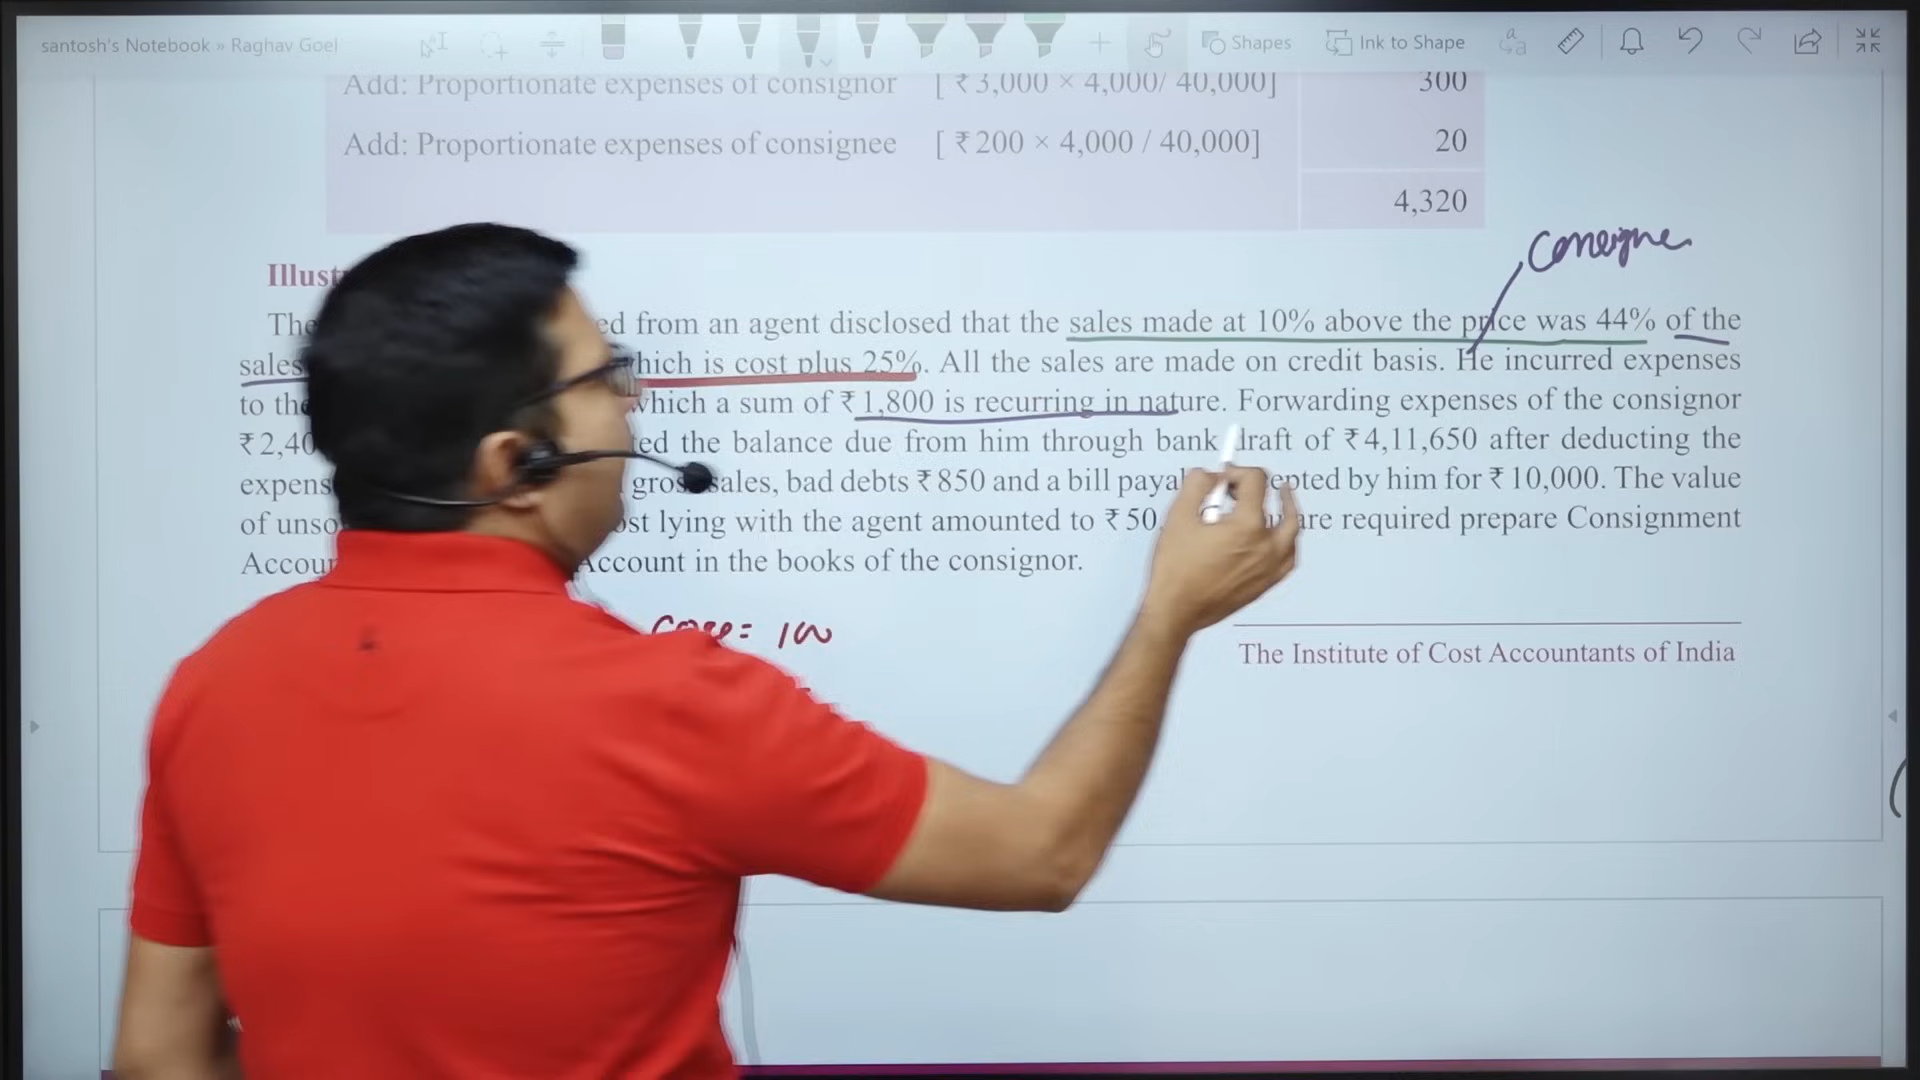 santosh's Notebook » Raghav Goel
Shapes
Ink to Shape
Add: Proportionate expenses of consignor [ ₹ 3,000 × 4,000/ 40,000] 300
Add: Proportionate expenses of consignee [ ₹ 200 × 4,000 / 40,000] 20
4,320
Consigne
Illust
The ed from an agent disclosed that the sales made at 10% above the price was 44% of the
sales hich is cost plus 25%. All the sales are made on credit basis. He incurred expenses
to the which a sum of ₹ 1,800 is recurring in nature. Forwarding expenses of the consignor
₹ 2,40 ted the balance due from him through bank draft of ₹ 4,11,650 after deducting the
expens gross sales, bad debts ₹ 850 and a bill paya epted by him for ₹ 10,000. The value
of unso ost lying with the agent amounted to ₹ 50, are required prepare Consignment
Accou Account in the books of the consignor.
= 100
The Institute of Cost Accountants of India